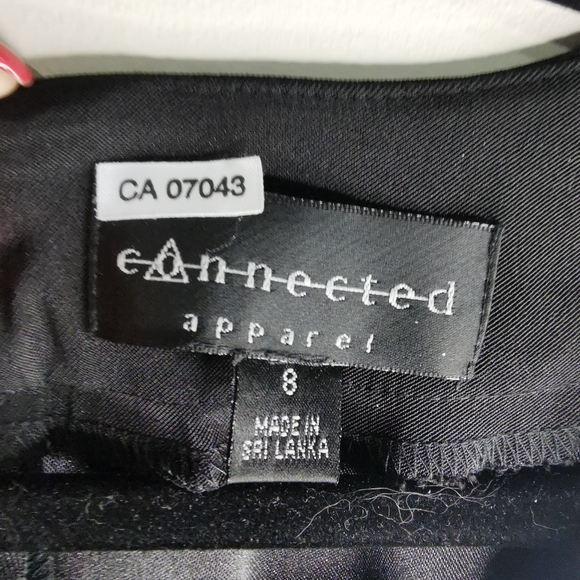 CA 07043
connected
apparel
8
MADE IN
SRI LANKA